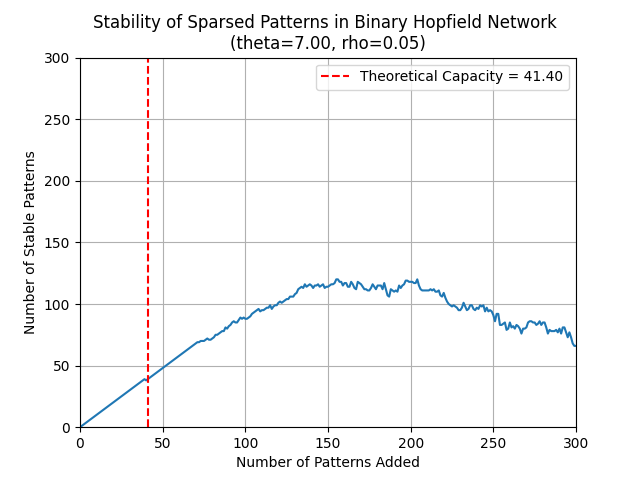 Stability of Sparsed Patterns in Binary Hopfield Network
(theta=7.00, rho=0.05)
Theoretical Capacity = 41.40
Number of Stable Patterns
300
250
200
150
100
50
0
0 50 100 150 200 250 300
Number of Patterns Added